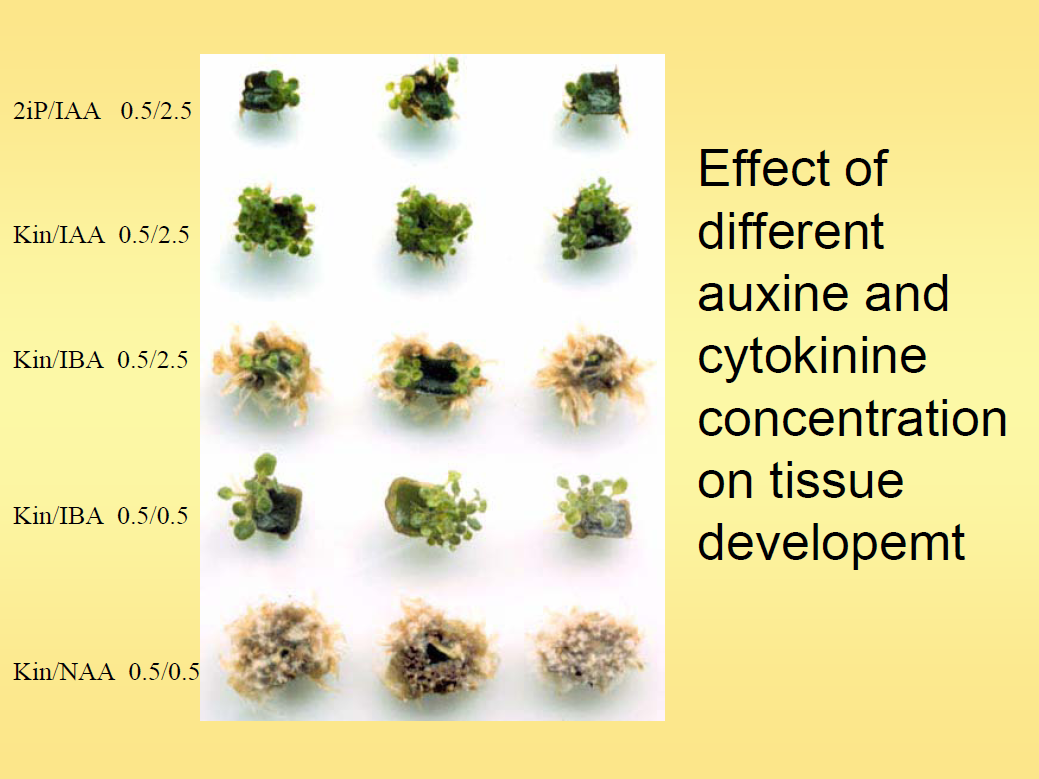 2iP/IAA 0.5/2.5
Kin/IAA 0.5/2.5
Kin/IBA 0.5/2.5
Kin/IBA 0.5/0.5
Kin/NAA 0.5/0.5
Effect of
different
auxine and
cytokinine
concentration
on tissue
developemt